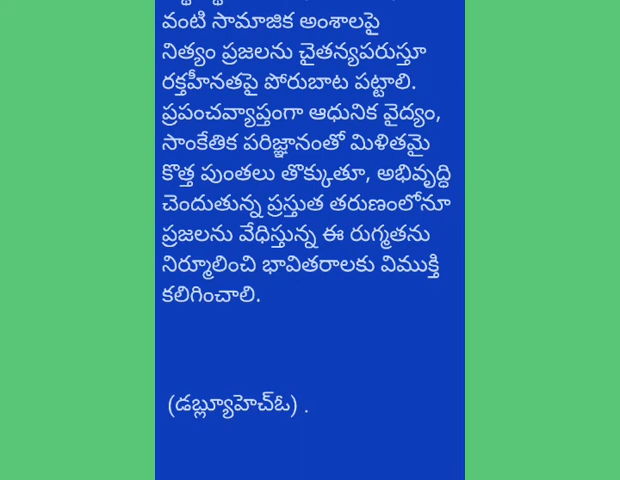 వంటి సామాజిక అంశాలపై
నిత్యం ప్రజలను చైతన్యపరుస్తూ
రక్తహీనతపై పోరుబాట పట్టాలి.
ప్రపంచవ్యాప్తంగా ఆధునిక వైద్యం,
సాంకేతిక పరిజ్ఞానంతో మిళితమై
కొత్త పుంతలు తొక్కుతూ, అభివృద్ధి
చెందుతున్న ప్రస్తుత తరుణంలోనూ
ప్రజలను వేధిస్తున్న ఈ రుగ్మతను
నిర్మూలించి భావితరాలకు విముక్తి
కలిగించాలి.
(డబ్ల్యూహెచ్ఓ) .